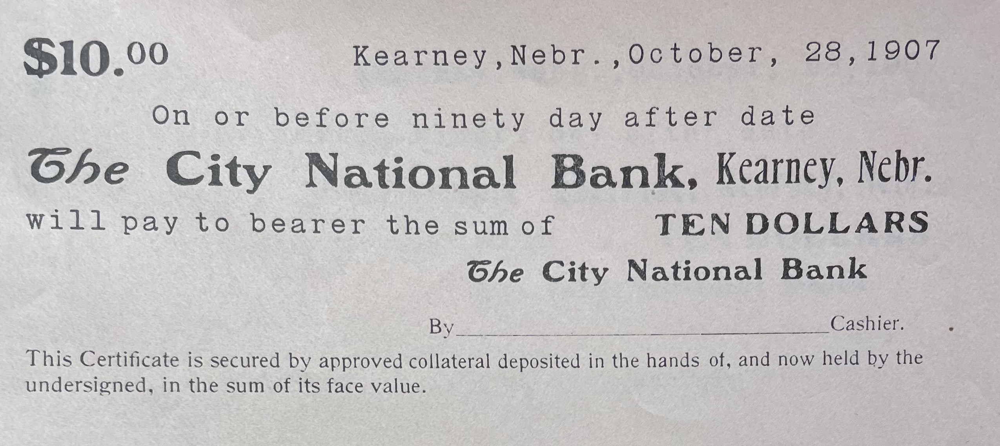 $10.00 Kearney,Nebr.,October, 28,1907
On or before ninety day after date
The City National Bank, Kearney, Nebr.
will pay to bearer the sum of TEN DOLLARS
The City National Bank
By Cashier.
This Certificate is secured by approved collateral deposited in the hands of, and now held by the
undersigned, in the sum of its face value.